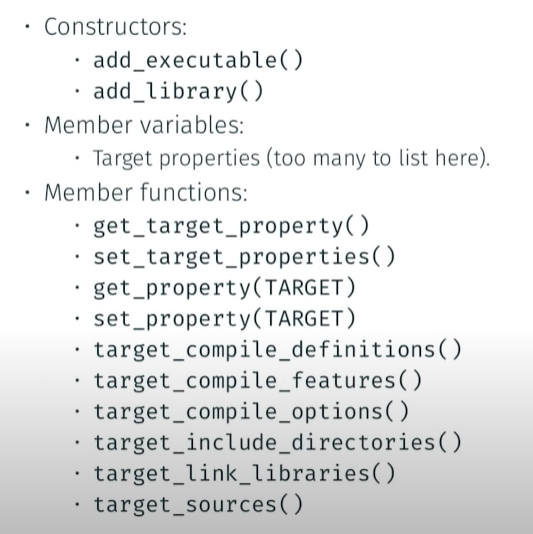 · Constructors:
· add_executable()
· add_library()
· Member variables:
· Target properties (too many to list here).
· Member functions:
· get_target_property()
· set_target_properties()
· get_property(TARGET)
· set_property(TARGET)
· target_compile_definitions()
· target_compile_features()
· target_compile_options()
· target_include_directories()
· target_link_libraries()
· target_sources()